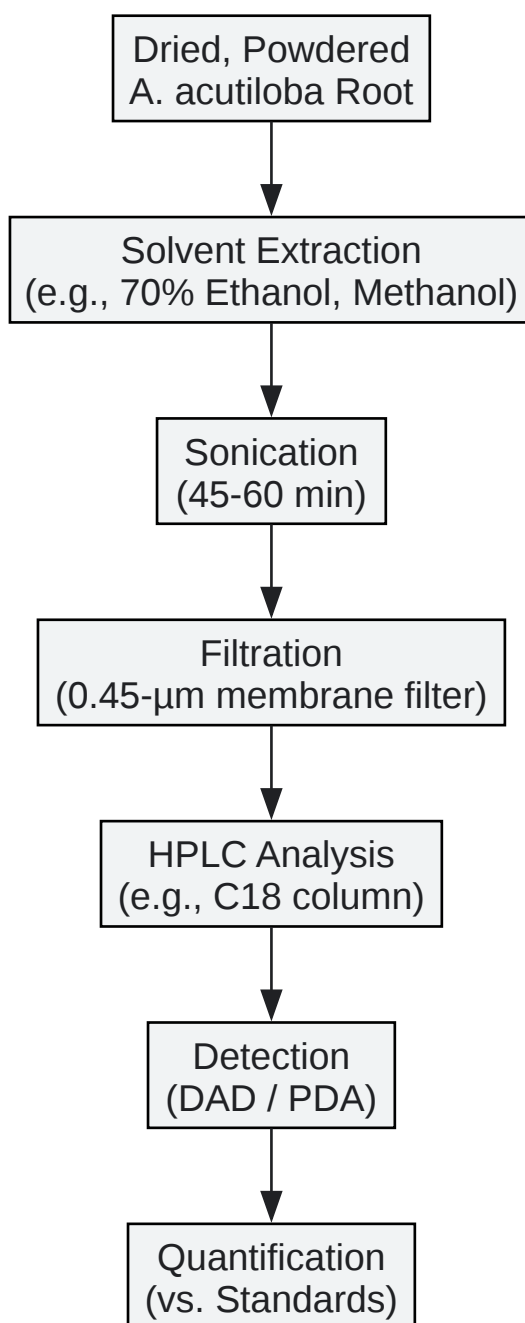 Dried, Powdered
A. acutiloba Root
Solvent Extraction
(e.g., 70% Ethanol, Methanol)
Sonication
(45-60 min)
Filtration
(0.45-µm membrane filter)
HPLC Analysis
(e.g., C18 column)
Detection
(DAD / PDA)
Quantification
(vs. Standards)